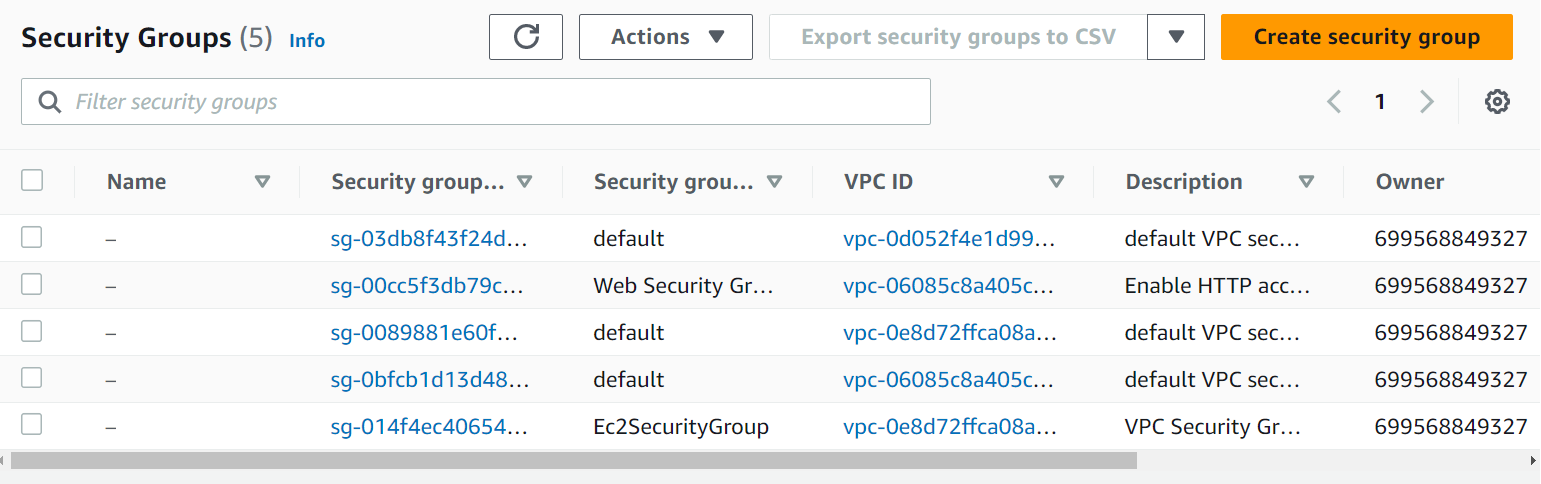 Security Groups (5) Info Actions Export security groups to CSV Create security group
Filter security groups 1
Name Security group... Security grou... VPC ID Description Owner
– sg-03db8f43f24d... default vpc-0d052f4e1d99... default VPC sec... 699568849327
– sg-00cc5f3db79c... Web Security Gr... vpc-06085c8a405c... Enable HTTP acc... 699568849327
– sg-0089881e60f... default vpc-0e8d72ffca08a... default VPC sec... 699568849327
– sg-0bfcb1d13d48... default vpc-06085c8a405c... default VPC sec... 699568849327
– sg-014f4ec40654... Ec2SecurityGroup vpc-0e8d72ffca08a... VPC Security Gr... 699568849327